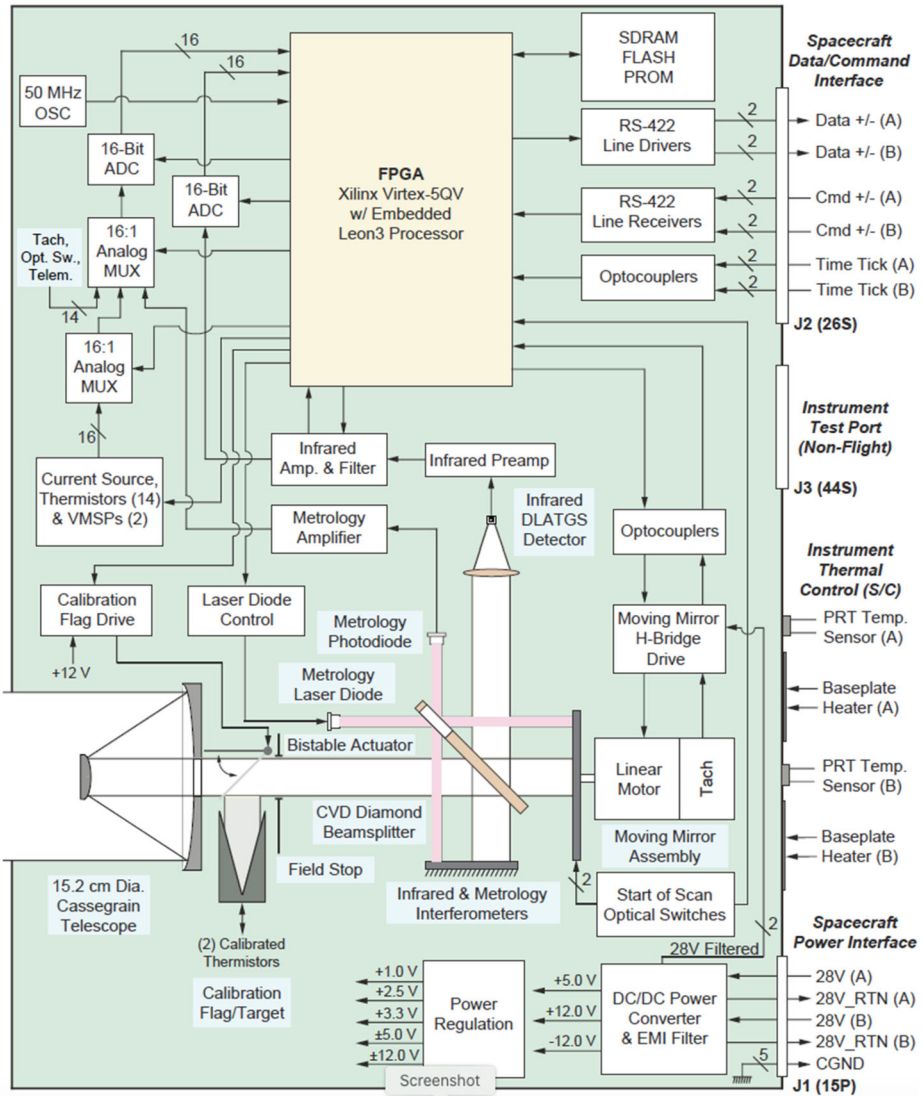 16
16
50 MHz
OSC
16-Bit
ADC
16-Bit
ADC
16:1
Analog
MUX
Tach,
Opt. Sw.,
Telem.
14
16:1
Analog
MUX
16
Current Source,
Thermistors (14)
& VMSPs (2)
FPGA
Xilinx Virtex-5QV
w/ Embedded
Leon3 Processor
SDRAM
FLASH
PROM
RS-422
Line Drivers
RS-422
Line Receivers
Optocouplers
2
2
2
2
2
2
Spacecraft
Data/Command
Interface
Data +/- (A)
Data +/- (B)
Cmd +/- (A)
Cmd +/- (B)
Time Tick (A)
Time Tick (B)
J2 (26S)
Instrument
Test Port
(Non-Flight)
J3 (44S)
Infrared
Amp. & Filter
Infrared Preamp
Infrared
DLATGS
Detector
Metrology
Amplifier
Optocouplers
Calibration
Flag Drive
+12 V
Laser Diode
Control
Metrology
Photodiode
Metrology
Laser Diode
Moving Mirror
H-Bridge
Drive
Instrument
Thermal
Control (S/C)
PRT Temp.
Sensor (A)
Baseplate
Heater (A)
PRT Temp.
Sensor (B)
Baseplate
Heater (B)
Bistable Actuator
Linear
Motor
Tach
CVD Diamond
Beamsplitter
Moving Mirror
Assembly
Field Stop
Infrared & Metrology
Interferometers
2
Start of Scan
Optical Switches
15.2 cm Dia.
Cassegrain
Telescope
(2) Calibrated
Thermistors
Calibration
Flag/Target
28V Filtered
2
Spacecraft
Power Interface
+1.0 V
+2.5 V
+3.3 V
±5.0 V
±12.0 V
Power
Regulation
+5.0 V
+12.0 V
-12.0 V
DC/DC Power
Converter
& EMI Filter
28V (A)
28V_RTN (A)
28V (B)
28V_RTN (B)
5
CGND
J1 (15P)
Screenshot